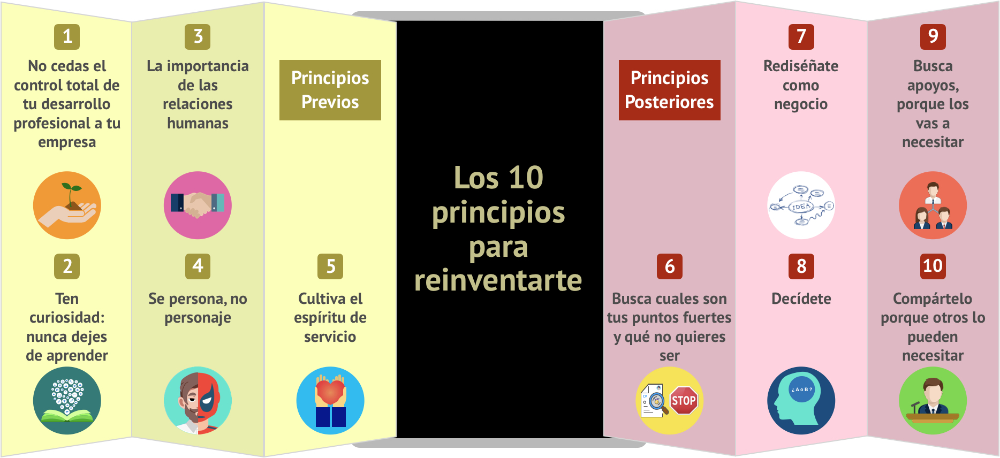 1
No cedas el
control total de
tu desarrollo
profesional a tu
empresa
2
Ten
curiosidad:
nunca dejes
de aprender
3
La importancia
de las
relaciones
humanas
4
Se persona, no
personaje
Principios
Previos
5
Cultiva el
espíritu de
servicio
Los 10
principios
para
reinventarte
Principios
Posteriores
6
Busca cuales son
tus puntos fuertes
y qué no quieres
ser
CV
STOP
7
Rediséñate
como
negocio
IDEA
8
Decídete
¿A o B?
9
Busca
apoyos,
porque los
vas a
necesitar
10
Compártelo
porque otros lo
pueden
necesitar